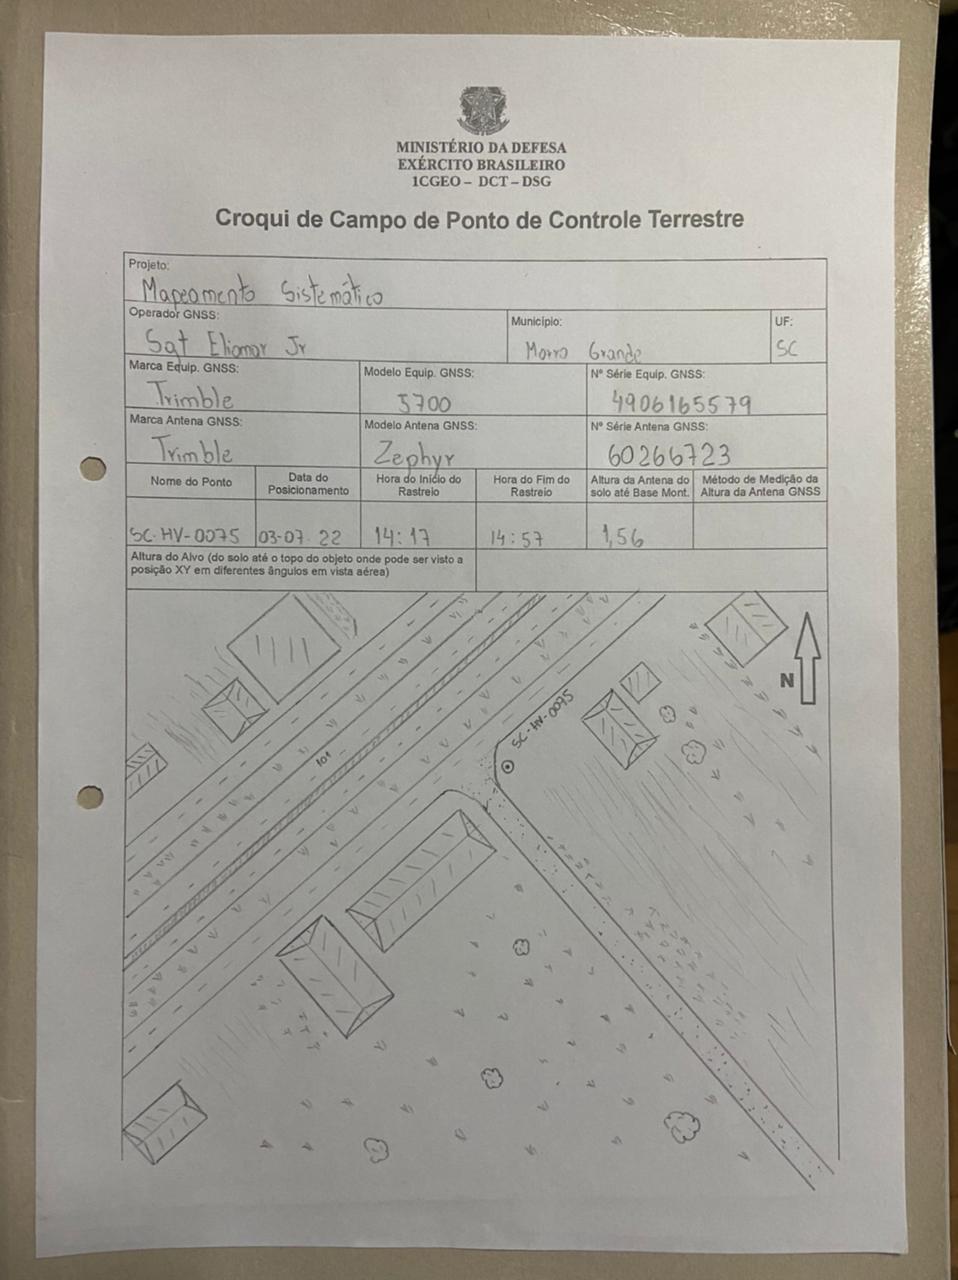 MINISTÉRIO DA DEFESA
EXÉRCITO BRASILEIRO
1CGEO – DCT – DSG
Croqui de Campo de Ponto de Controle Terrestre
Projeto:
Mapeamento Sistemático
Operador GNSS: Município: UF:
Sgt Eliomar Jr Morro Grande SC
Marca Equip. GNSS: Modelo Equip. GNSS: Nº Série Equip. GNSS:
Trimble 5700 4906165579
Marca Antena GNSS: Modelo Antena GNSS: Nº Série Antena GNSS:
Trimble Zephyr 60266723
Nome do Ponto Data do Posicionamento Hora do Início do Rastreio Hora do Fim do Rastreio Altura da Antena do solo até Base Mont. Método de Medição da Altura da Antena GNSS
SC-HV-0075 03-07-22 14:17 14:57 1,56
Altura do Alvo (do solo até o topo do objeto onde pode ser visto a
posição XY em diferentes ângulos em vista aérea)
N
SC-HV-0075
101